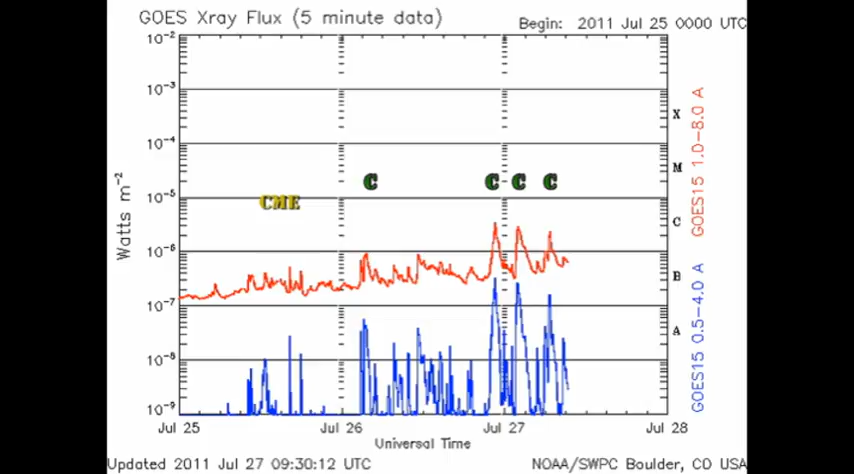 GOES Xray Flux (5 minute data)
Begin: 2011 Jul 25 0000 UTC
10⁻²
10⁻³
10⁻⁴
10⁻⁵
10⁻⁶
10⁻⁷
10⁻⁸
10⁻⁹
Watts m⁻²
CME
C
C
C
C
X
M
C
B
A
GOES15 1.0-8.0 A
GOES15 0.5-4.0 A
Jul 25
Jul 26
Jul 27
Jul 28
Universal Time
Updated 2011 Jul 27 09:30:12 UTC
NOAA/SWPC Boulder, CO USA